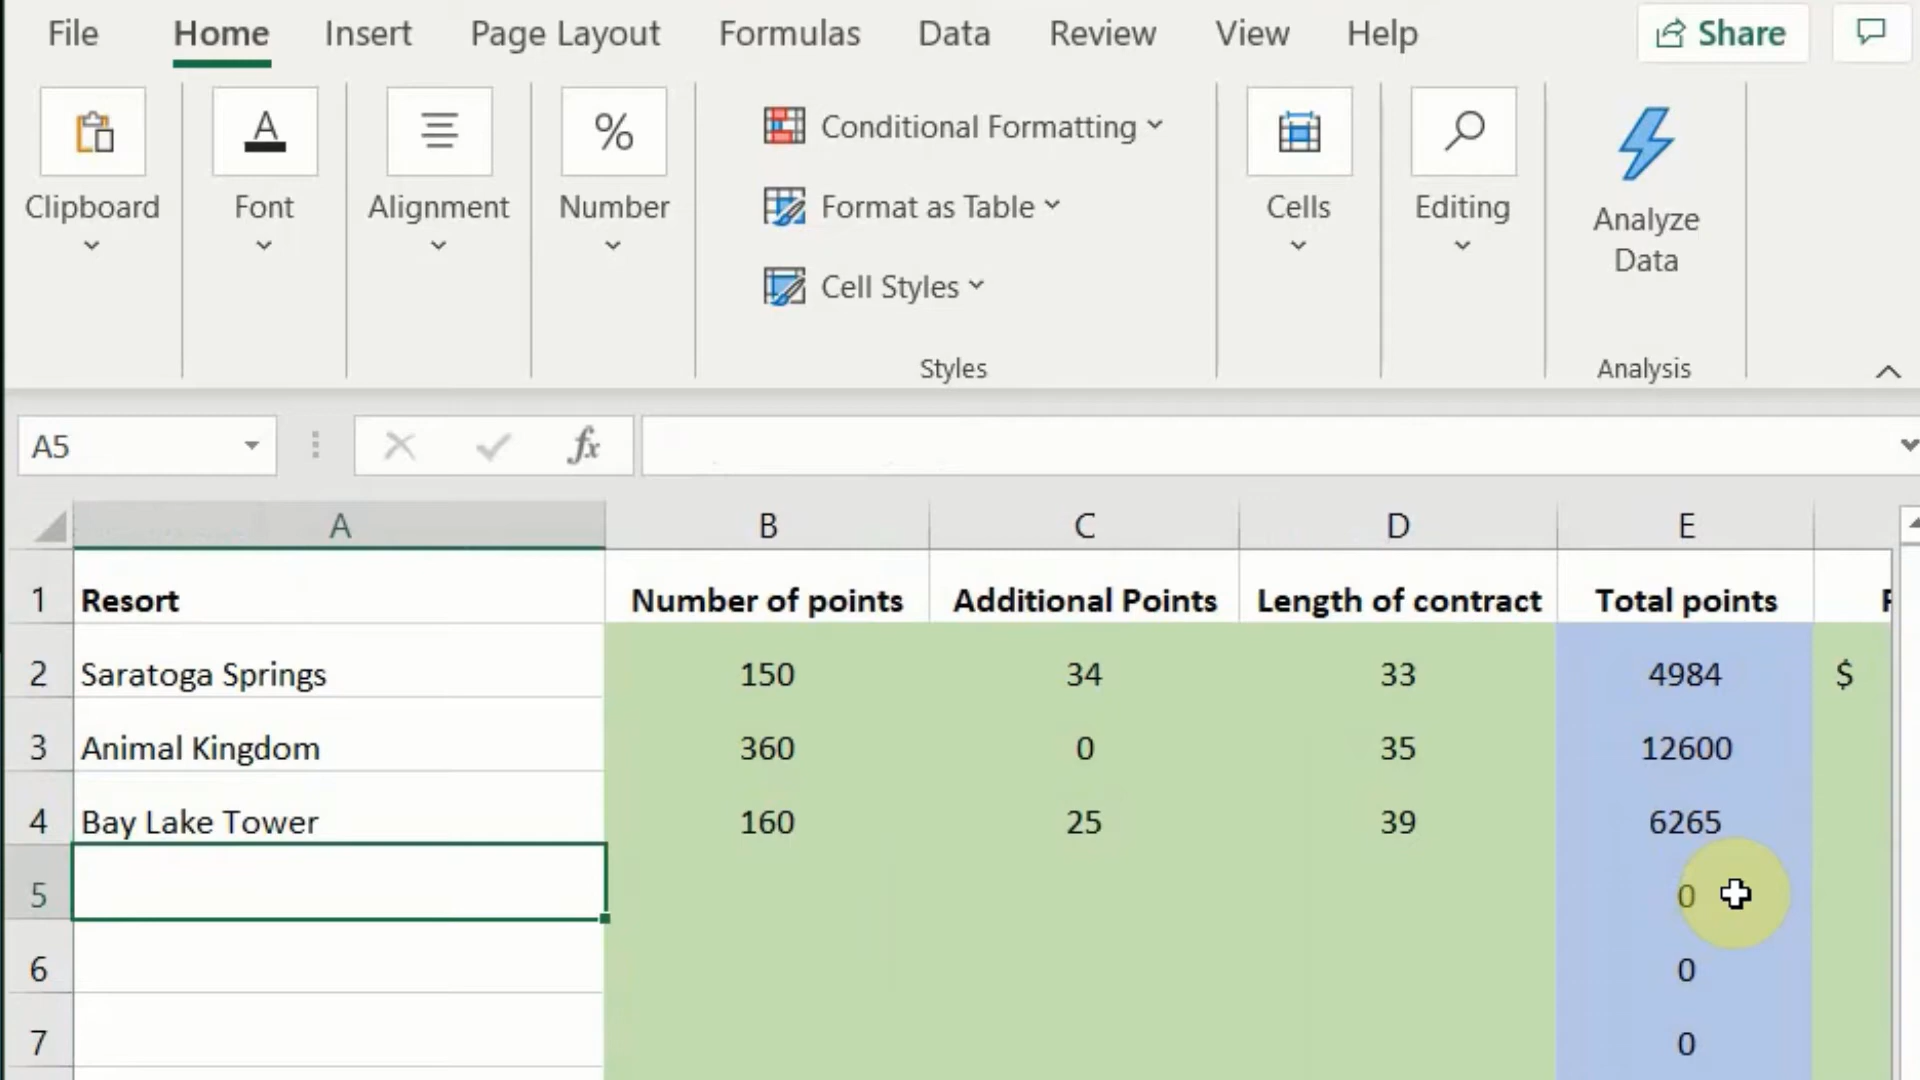 File Home Insert Page Layout Formulas Data Review View Help Share
Conditional Formatting
Format as Table
Cell Styles
Clipboard Font Alignment Number Cells Editing Analyze Data
Styles Analysis
A5 fx
A B C D E
1 Resort Number of points Additional Points Length of contract Total points
2 Saratoga Springs 150 34 33 4984 $
3 Animal Kingdom 360 0 35 12600
4 Bay Lake Tower 160 25 39 6265
5 0
6 0
7 0